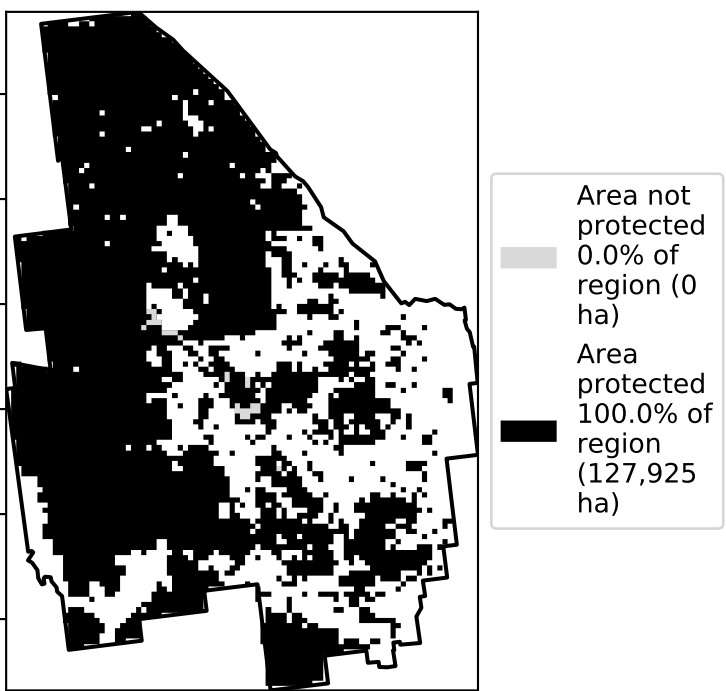 Area not
protected
0.0% of
region (0
ha)
Area
protected
100.0% of
region
(127,925
ha)